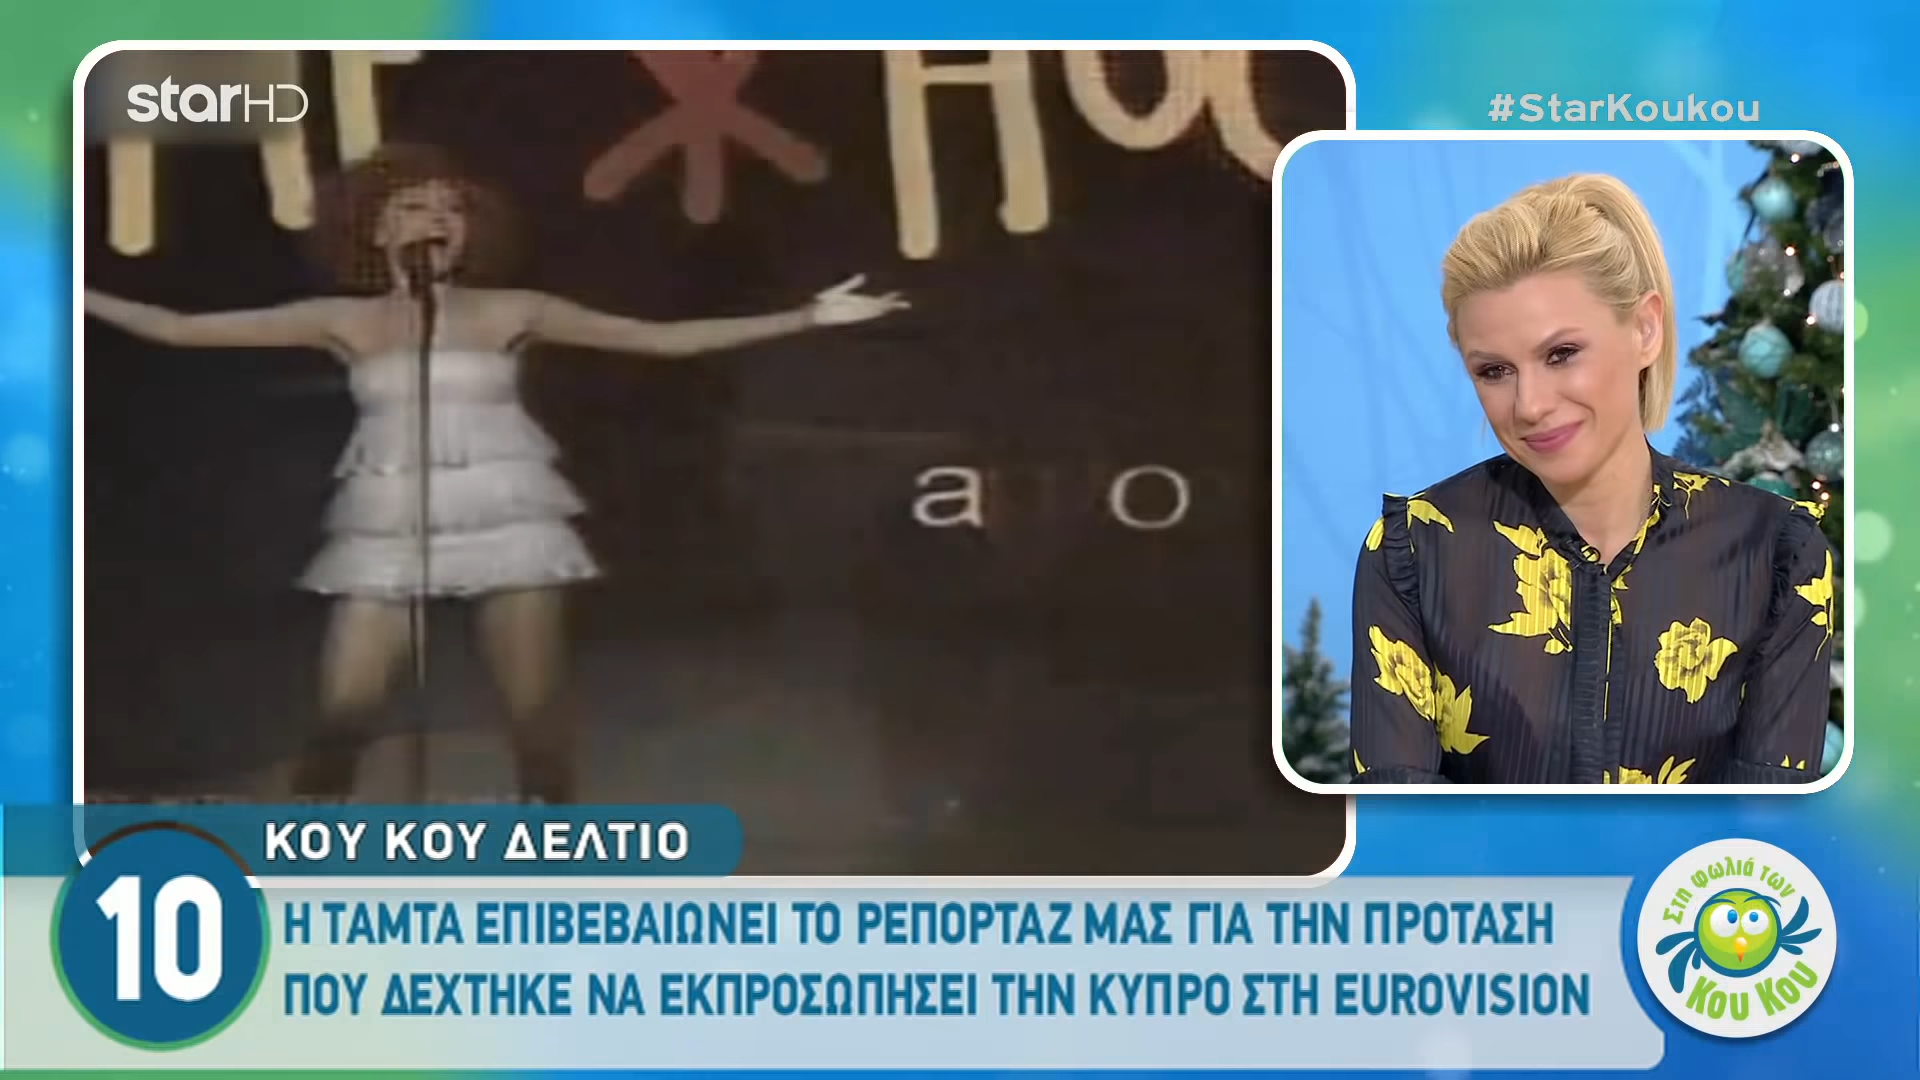 starHD
#StarKoukou
a o
ΚΟΥ ΚΟΥ ΔΕΛΤΙΟ
10
Η ΤΑΜΤΑ ΕΠΙΒΕΒΑΙΩΝΕΙ ΤΟ ΡΕΠΟΡΤΑΖ ΜΑΣ ΓΙΑ ΤΗΝ ΠΡΟΤΑΣΗ
ΠΟΥ ΔΕΧΤΗΚΕ ΝΑ ΕΚΠΡΟΣΩΠΗΣΕΙ ΤΗΝ ΚΥΠΡΟ ΣΤΗ EUROVISION
Στη φωλιά των
Κου Κου